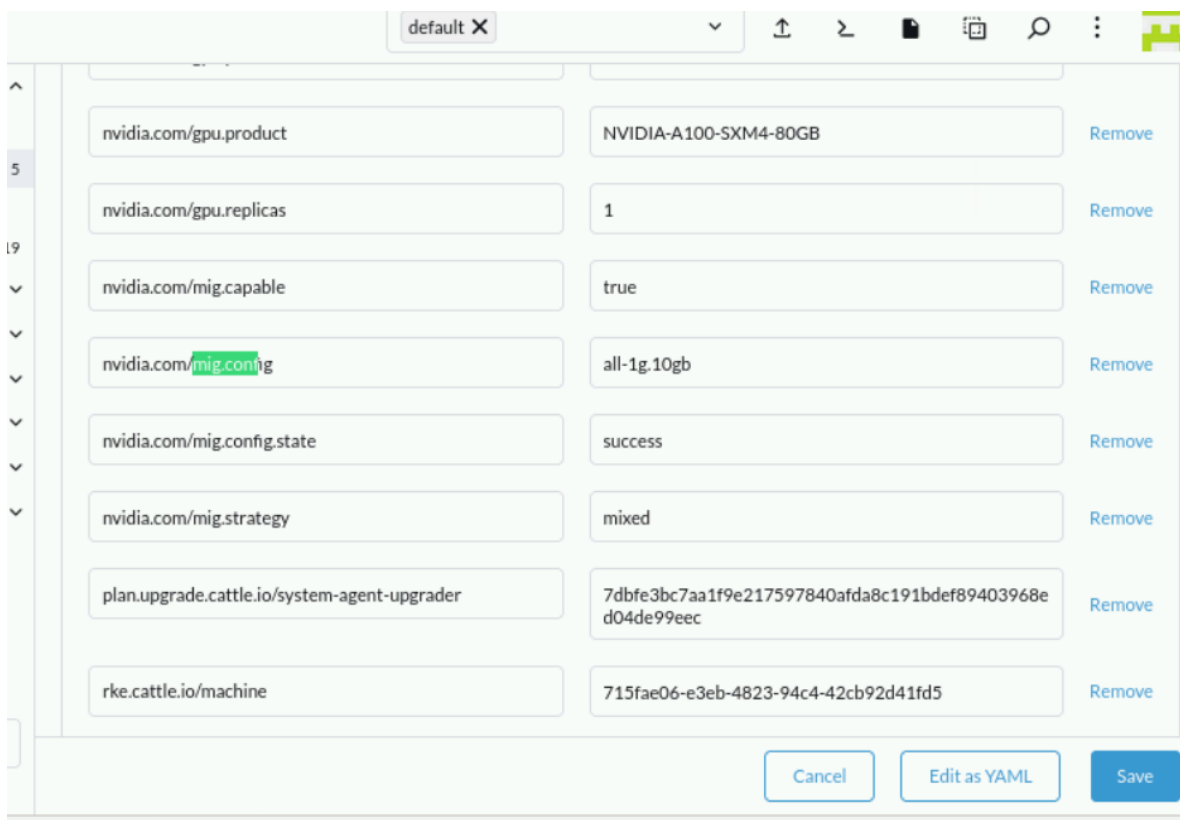 default
nvidia.com/gpu.product NVIDIA-A100-SXM4-80GB Remove
5
nvidia.com/gpu.replicas 1 Remove
19
nvidia.com/mig.capable true Remove
nvidia.com/mig.config all-1g.10gb Remove
nvidia.com/mig.config.state success Remove
nvidia.com/mig.strategy mixed Remove
plan.upgrade.cattle.io/system-agent-upgrader 7dbfe3bc7aa1f9e217597840afda8c191bdef89403968e
d04de99eec Remove
rke.cattle.io/machine 715fae06-e3eb-4823-94c4-42cb92d41fd5 Remove
Cancel Edit as YAML Save